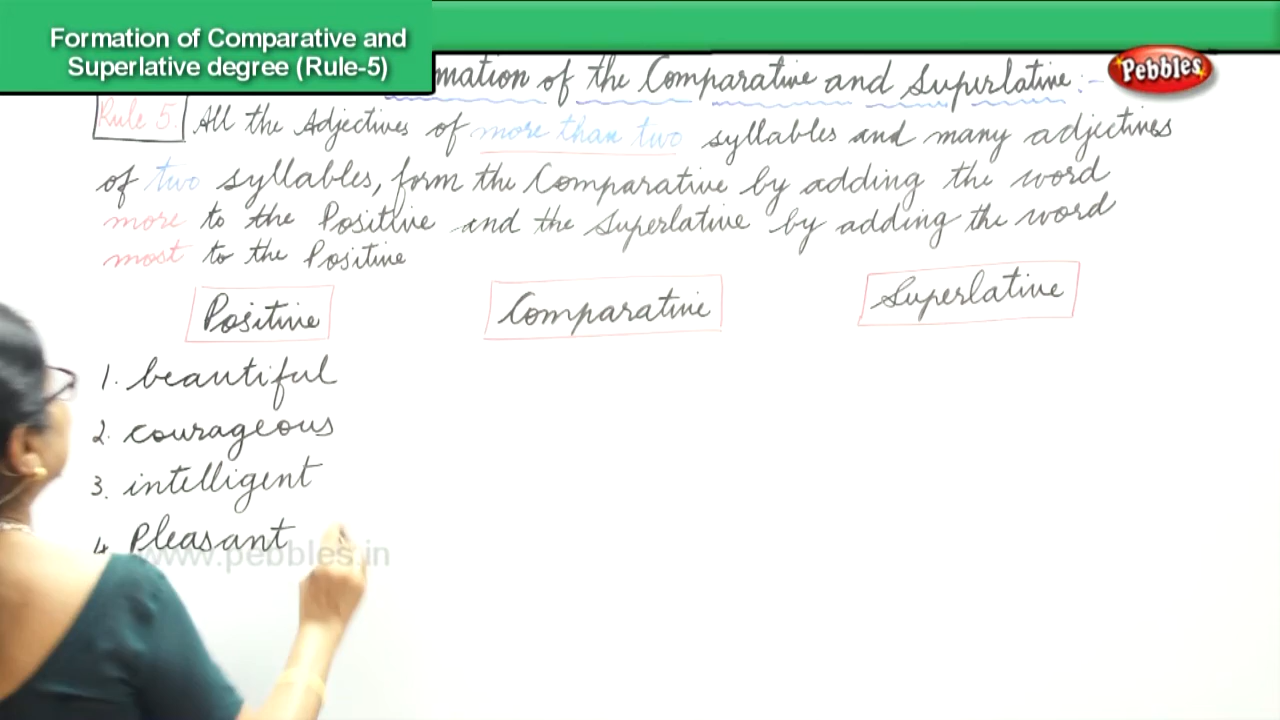 Formation of Comparative and
Superlative degree (Rule-5)
mation of the Comparative and Superlative:-
Pebbles
Rule 5. All the Adjectives of more than two syllables and many adjectives
of two syllables, form the Comparative by adding the word
more to the Positive and the Superlative by adding the word
most to the Positive
Positive Comparative Superlative
1. beautiful
2. courageous
3. intelligent
4. Pleasant
www.pebbles.in